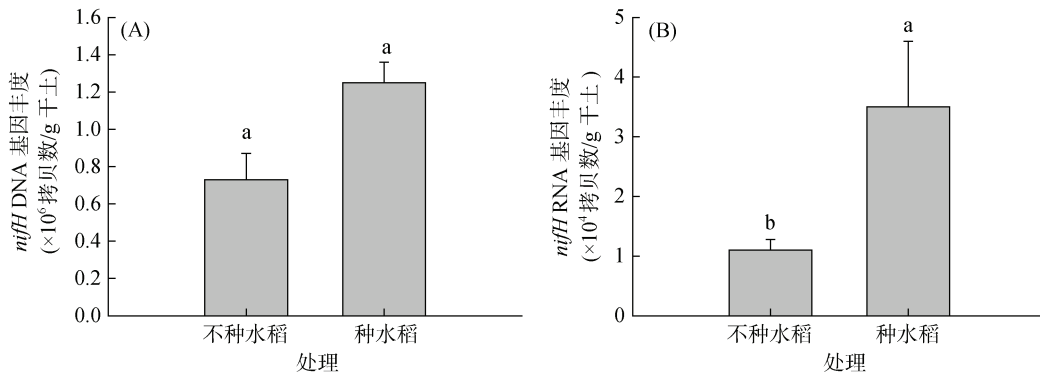 (A)
nifH DNA 基因丰度
(×10⁶拷贝数/g 干土)
1.6
1.4
1.2
1.0
0.8
0.6
0.4
0.2
0.0
a
a
不种水稻
种水稻
处理
(B)
nifH RNA 基因丰度
(×10⁴拷贝数/g 干土)
5
4
3
2
1
0
b
a
不种水稻
种水稻
处理